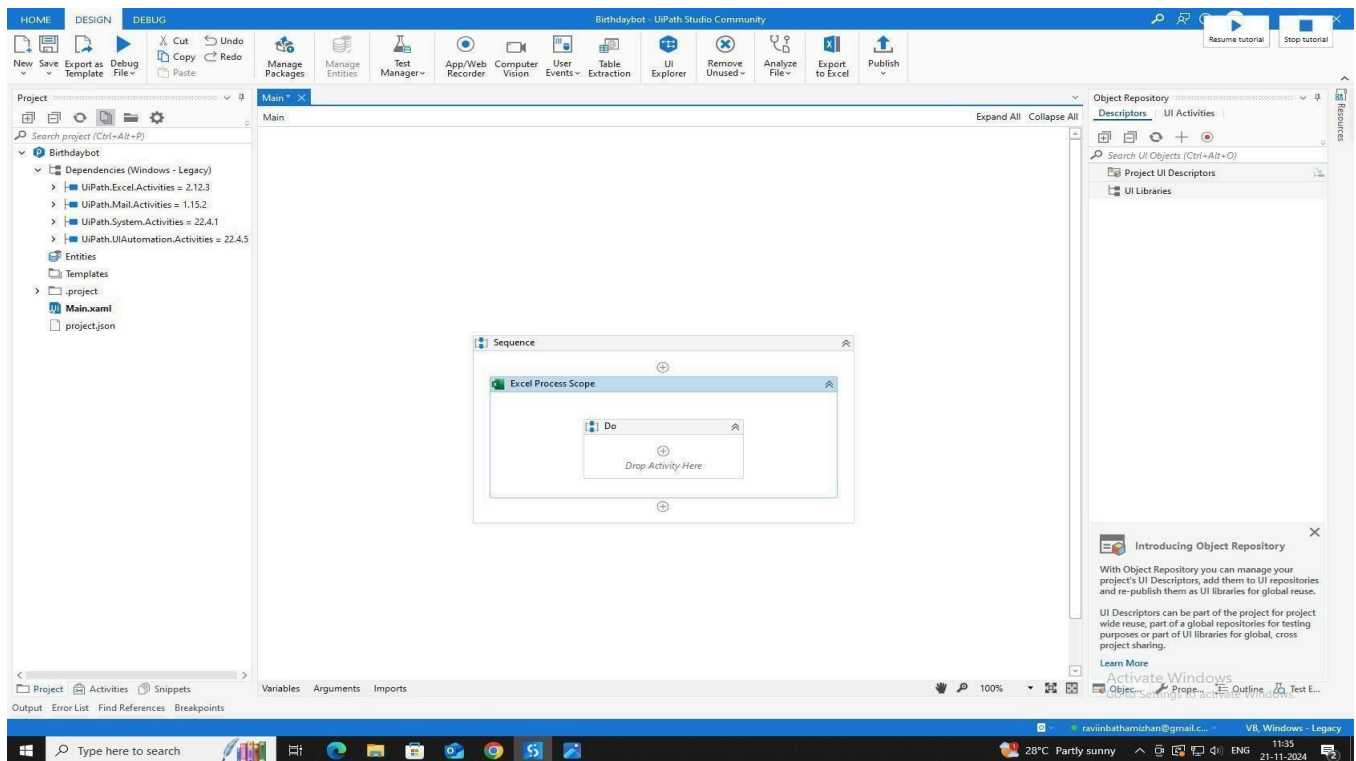 HOME DESIGN DEBUG
Birthdaybot - UiPath Studio Community
Resume tutorial
Stop tutorial
New Save Export as Template Debug File
Cut Copy Paste
Undo Redo
Manage Packages
Manage Entities
Test Manager
App/Web Recorder
Computer Vision
User Events
Table Extraction
UI Explorer
Remove Unused
Analyze File
Export to Excel
Publish
Project
Search project (Ctrl+Alt+P)
Birthdaybot
Dependencies (Windows - Legacy)
UiPath.Excel.Activities = 2.12.3
UiPath.Mail.Activities = 1.15.2
UiPath.System.Activities = 22.4.1
UiPath.UIAutomation.Activities = 22.4.5
Entities
Templates
.project
Main.xaml
project.json
Main *
Main
Expand All Collapse All
Sequence
Excel Process Scope
Do
Drop Activity Here
Object Repository
Descriptors UI Activities
Search UI Objects (Ctrl+Alt+O)
Project UI Descriptors
UI Libraries
Resources
Introducing Object Repository
With Object Repository you can manage your
project's UI Descriptors, add them to UI repositories
and re-publish them as UI libraries for global reuse.
UI Descriptors can be part of the project for project
wide reuse, part of a global repositories for testing
purposes or part of UI libraries for global, cross
project sharing.
Learn More
Activate Windows
Go to Settings to activate Windows.
Project Activities Snippets
Variables Arguments Imports
100%
Objec... Prope... Outline Test E...
Output Error List Find References Breakpoints
raviinbathamizhan@gmail.c...
VB, Windows - Legacy
Type here to search
28°C Partly sunny
ENG
11:35
21-11-2024